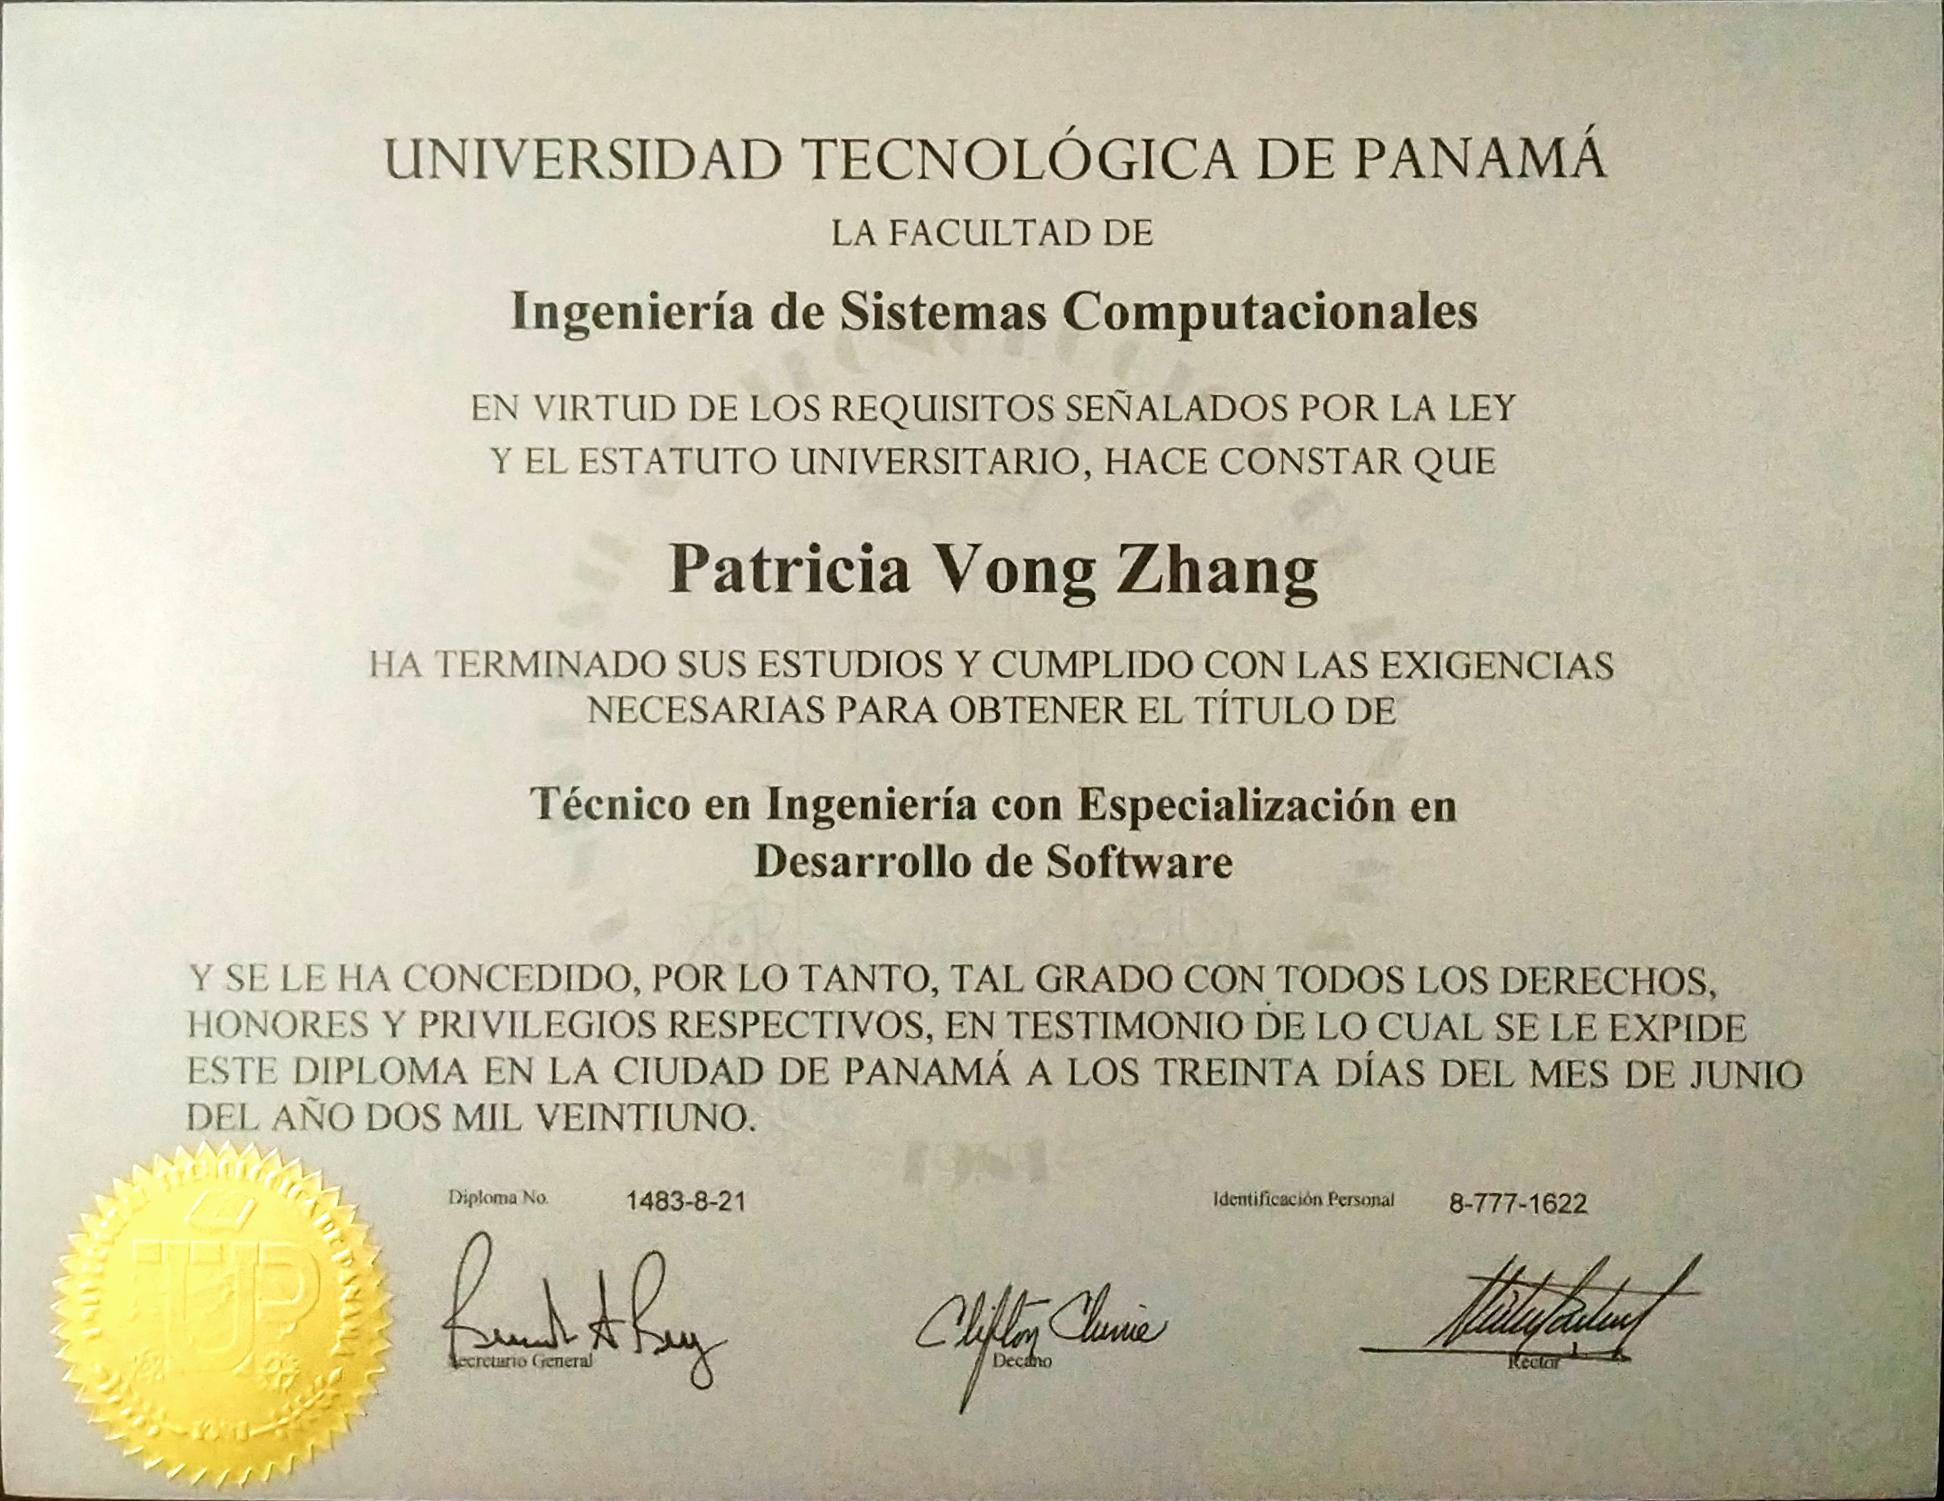 UNIVERSIDAD TECNOLÓGICA DE PANAMÁ
LA FACULTAD DE
Ingeniería de Sistemas Computacionales
EN VIRTUD DE LOS REQUISITOS SEÑALADOS POR LA LEY
Y EL ESTATUTO UNIVERSITARIO, HACE CONSTAR QUE
Patricia Vong Zhang
HA TERMINADO SUS ESTUDIOS Y CUMPLIDO CON LAS EXIGENCIAS
NECESARIAS PARA OBTENER EL TÍTULO DE
Técnico en Ingeniería con Especialización en
Desarrollo de Software
Y SE LE HA CONCEDIDO, POR LO TANTO, TAL GRADO CON TODOS LOS DERECHOS,
HONORES Y PRIVILEGIOS RESPECTIVOS, EN TESTIMONIO DE LO CUAL SE LE EXPIDE
ESTE DIPLOMA EN LA CIUDAD DE PANAMÁ A LOS TREINTA DÍAS DEL MES DE JUNIO
DEL AÑO DOS MIL VEINTIUNO.
1981
Diploma No. 1483-8-21 Identificación Personal 8-777-1622
Clifton Clunie
Secretario General Decano Rector
UNIVERSIDAD TECNOLÓGICA DE PANAMÁ
UTP
1981